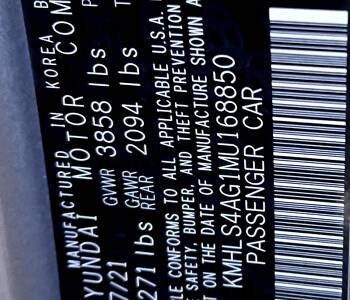 MANUFACTURED IN KOREA B
YUNDAI MOTOR COM
7/21 GVWR 3858 lbs
271 lbs GAWR REAR 2094 lbs
LE CONFORMS TO ALL APPLICABLE U.S.A.
SAFETY, BUMPER, AND THEFT PREVENTION
T ON THE DATE OF MANUFACTURE SHOWN A
KMHLS4AG1MU168850
PASSENGER CAR